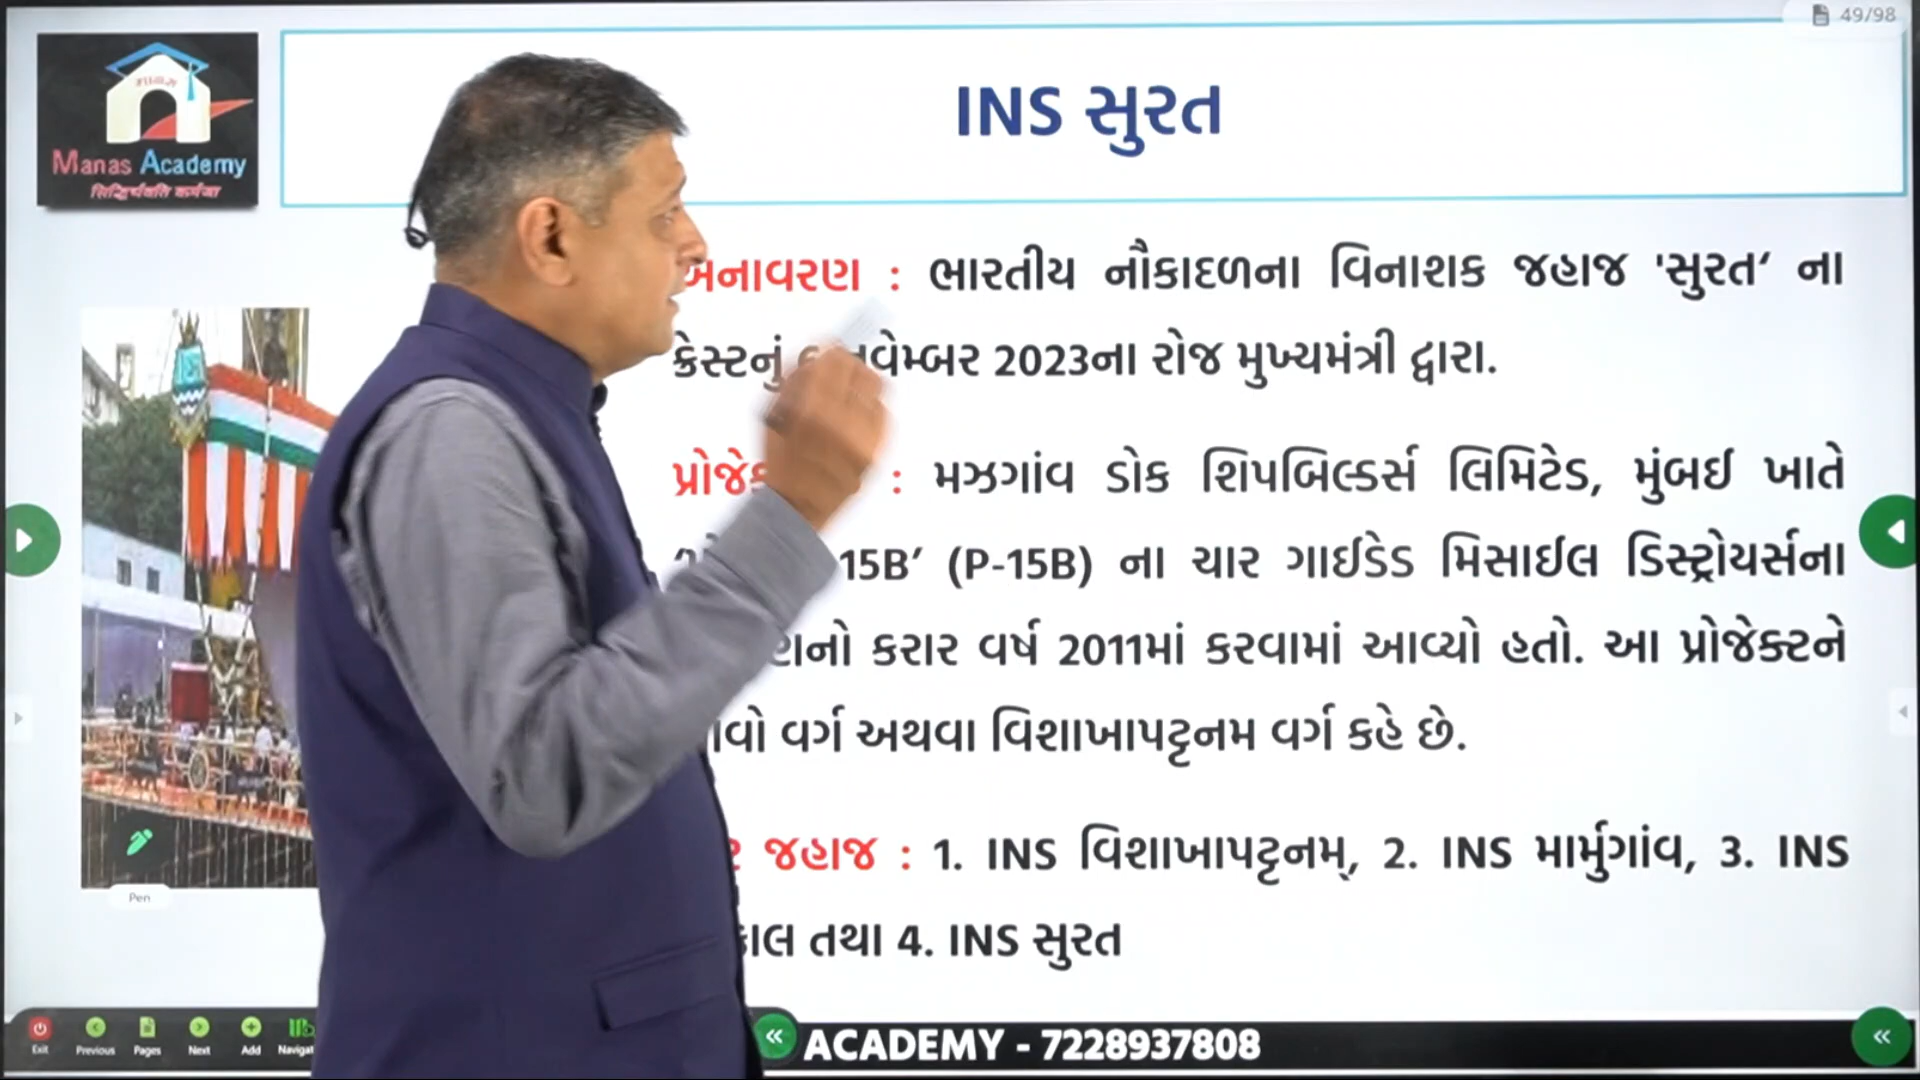 49/98
Manas Academy
INS સુરત
: ભારતીય નૌકાદળના વિનાશક જહાજ 'સુરત' ના
ક્રેસ્ટનું 2023ના રોજ મુખ્યમંત્રી દ્વારા.
: મઝગાંવ ડોક શિપબિલ્ડર્સ લિમિટેડ, મુંબઈ ખાતે
15B' (P-15B) ના ચાર ગાઈડેડ મિસાઈલ ડિસ્ટ્રોયર્સના
કરાર વર્ષ 2011માં કરવામાં આવ્યો હતો. આ પ્રોજેક્ટને
વર્ગ અથવા વિશાખાપટ્ટનમ વર્ગ કહે છે.
જહાજ : 1. INS વિશાખાપટ્ટનમ્, 2. INS માર્મુગાંવ, 3. INS
તથા 4. INS સુરત
Pen
Exit Previous Pages Next Add
ACADEMY - 7228937808